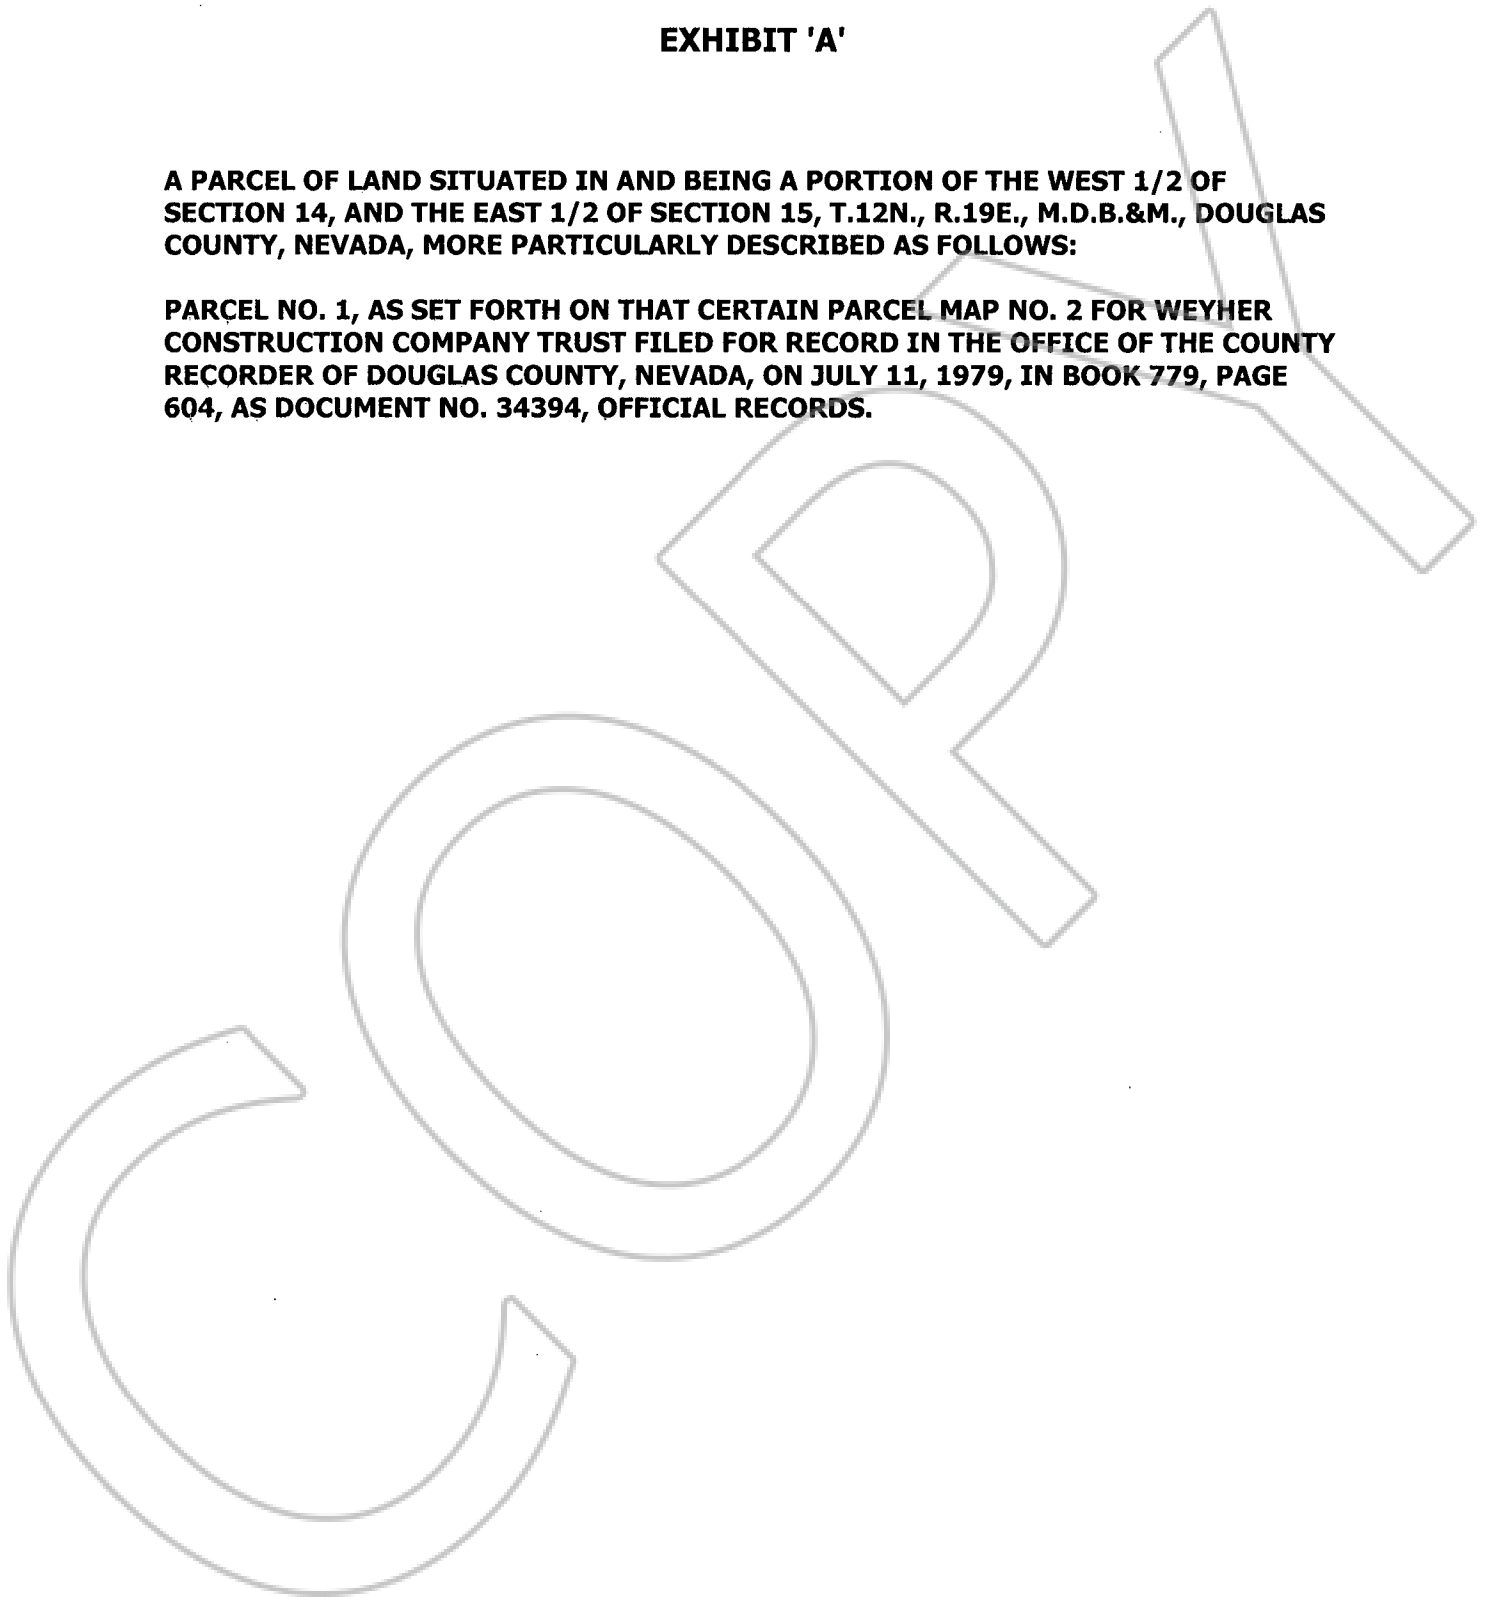 EXHIBIT 'A'
A PARCEL OF LAND SITUATED IN AND BEING A PORTION OF THE WEST 1/2 OF
SECTION 14, AND THE EAST 1/2 OF SECTION 15, T.12N., R.19E., M.D.B.&M., DOUGLAS
COUNTY, NEVADA, MORE PARTICULARLY DESCRIBED AS FOLLOWS:
PARCEL NO. 1, AS SET FORTH ON THAT CERTAIN PARCEL MAP NO. 2 FOR WEYHER
CONSTRUCTION COMPANY TRUST FILED FOR RECORD IN THE OFFICE OF THE COUNTY
RECORDER OF DOUGLAS COUNTY, NEVADA, ON JULY 11, 1979, IN BOOK 779, PAGE
604, AS DOCUMENT NO. 34394, OFFICIAL RECORDS.
COPY